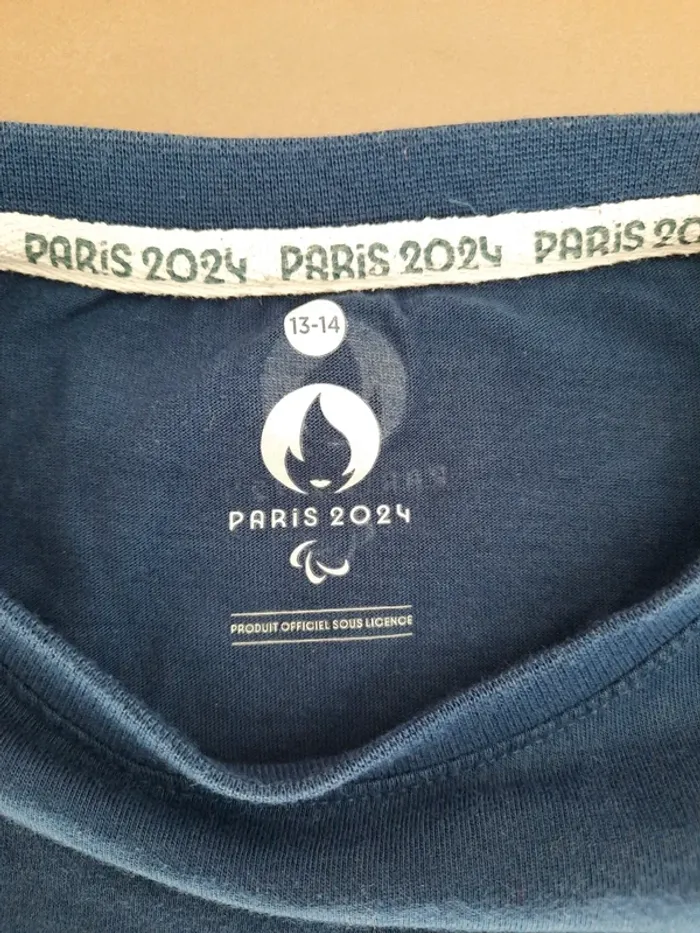 PARIS 2024 PARIS 2024 PARIS 20
13-14
PARIS 2024
PRODUIT OFFICIEL SOUS LICENCE